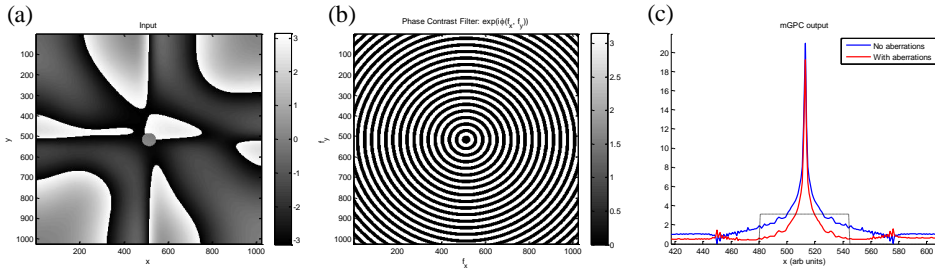 (a)
Input
100
200
300
400
500
600
700
800
900
1000
200 400 600 800 1000
x
y
3
2
1
0
-1
-2
-3
(b)
Phase Contrast Filter: exp(iϕ(f_x, f_y))
100
200
300
400
500
600
700
800
900
1000
200 400 600 800 1000
f_x
f_y
3
2.5
2
1.5
1
0.5
0
(c)
mGPC output
No aberrations
With aberrations
20
18
16
14
12
10
8
6
4
2
0
420 440 460 480 500 520 540 560 580 600
x (arb units)